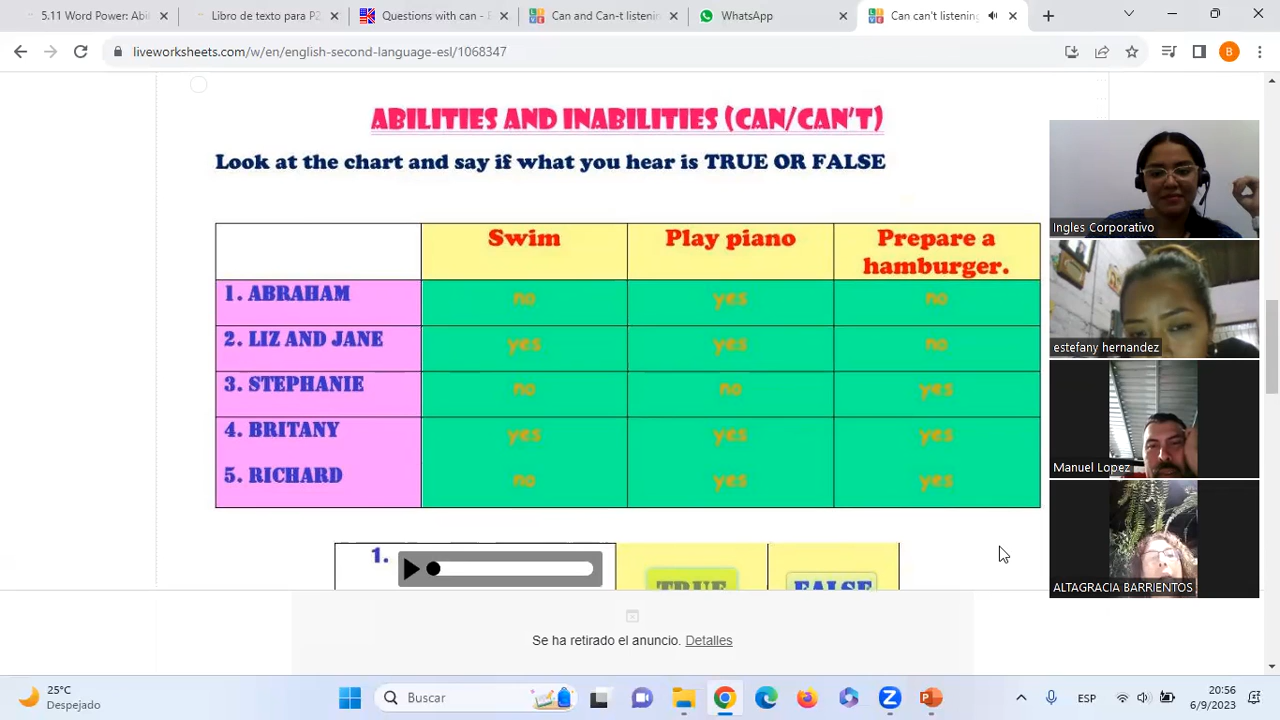 5.11 Word Power: Abi
Libro de texto para P2
Questions with can - E
Can and Can-t listenin
WhatsApp
Can can't listening
liveworksheets.com/w/en/english-second-language-esl/1068347
B
ABILITIES AND INABILITIES (CAN/CAN'T)
Look at the chart and say if what you hear is TRUE OR FALSE
Swim Play piano Prepare a hamburger.
1. ABRAHAM no yes no
2. LIZ AND JANE yes yes no
3. STEPHANIE no no yes
4. BRITANY yes yes yes
5. RICHARD no yes yes
1. TRUE FALSE
Se ha retirado el anuncio. Detalles
Ingles Corporativo
estefany hernandez
Manuel Lopez
ALTAGRACIA BARRIENTOS
25°C
Despejado
Buscar
ESP
20:56
6/9/2023